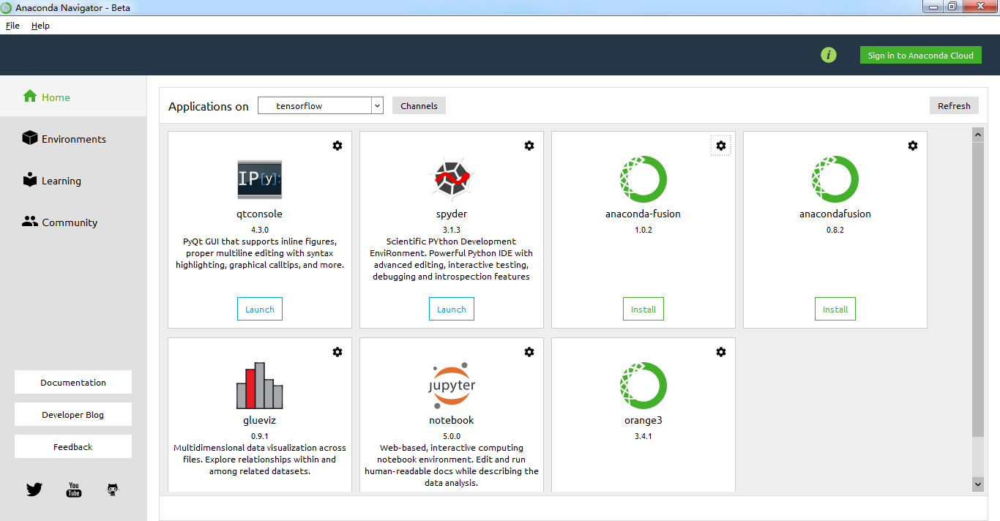 Anaconda Navigator - Beta
File Help
i
Sign in to Anaconda Cloud
Home
Environments
Learning
Community
Documentation
Developer Blog
Feedback
You
Tube
Applications on
tensorflow
Channels
Refresh
IP[y]:
qtconsole
4.3.0
PyQt GUI that supports inline figures,
proper multiline editing with syntax
highlighting, graphical calltips, and more.
Launch
spyder
3.1.3
Scientific PYthon Development
EnviRonment. Powerful Python IDE with
advanced editing, interactive testing,
debugging and introspection features
Launch
anaconda-fusion
1.0.2
Install
anacondafusion
0.8.2
Install
glueviz
0.9.1
Multidimensional data visualization across
files. Explore relationships within and
among related datasets.
jupyter
notebook
5.0.0
Web-based, interactive computing
notebook environment. Edit and run
human-readable docs while describing the
data analysis.
orange3
3.4.1